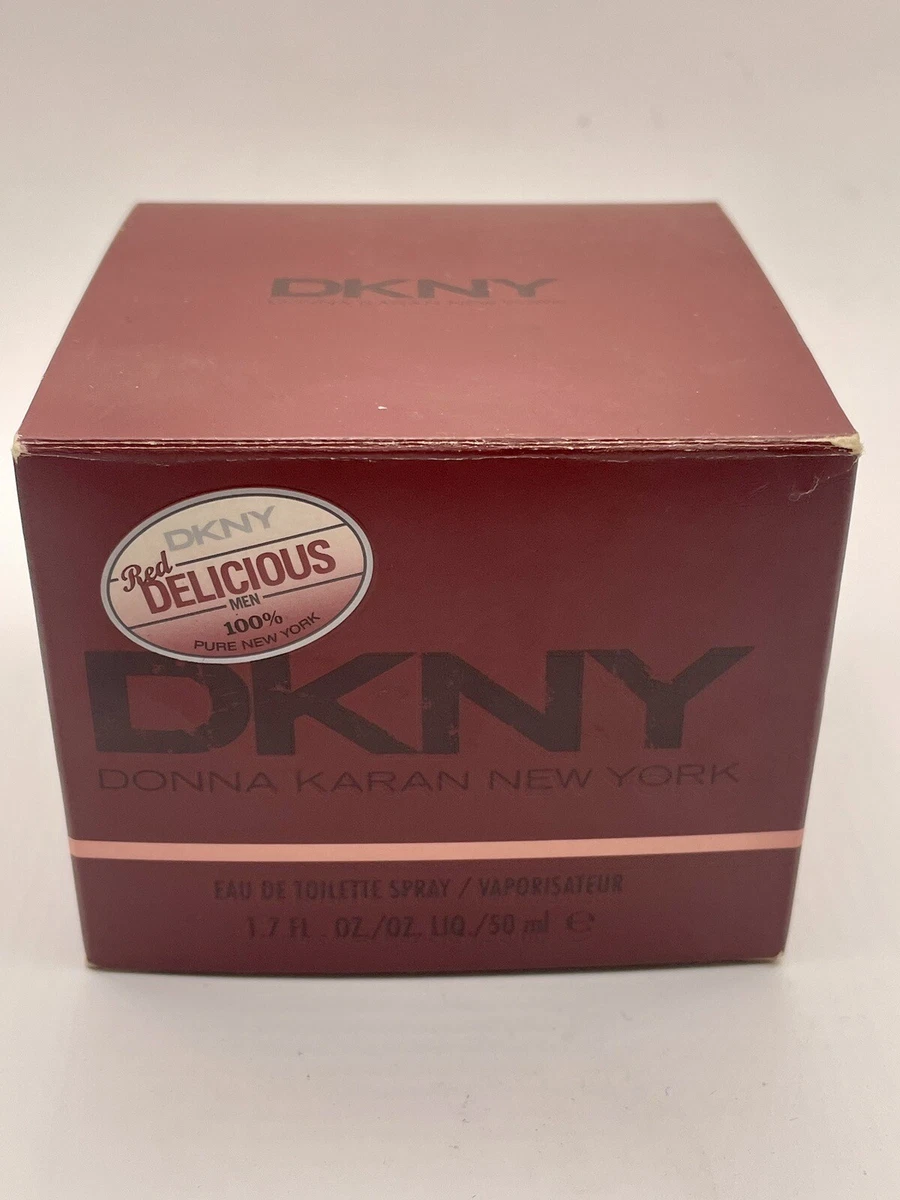 DKNY
DKNY
Red
DELICIOUS
MEN
100%
PURE NEW YORK
DKNY
DONNA KARAN NEW YORK
EAU DE TOILETTE SPRAY / VAPORISATEUR
1.7 FL. OZ./OZ. LIQ./50 ml ℮